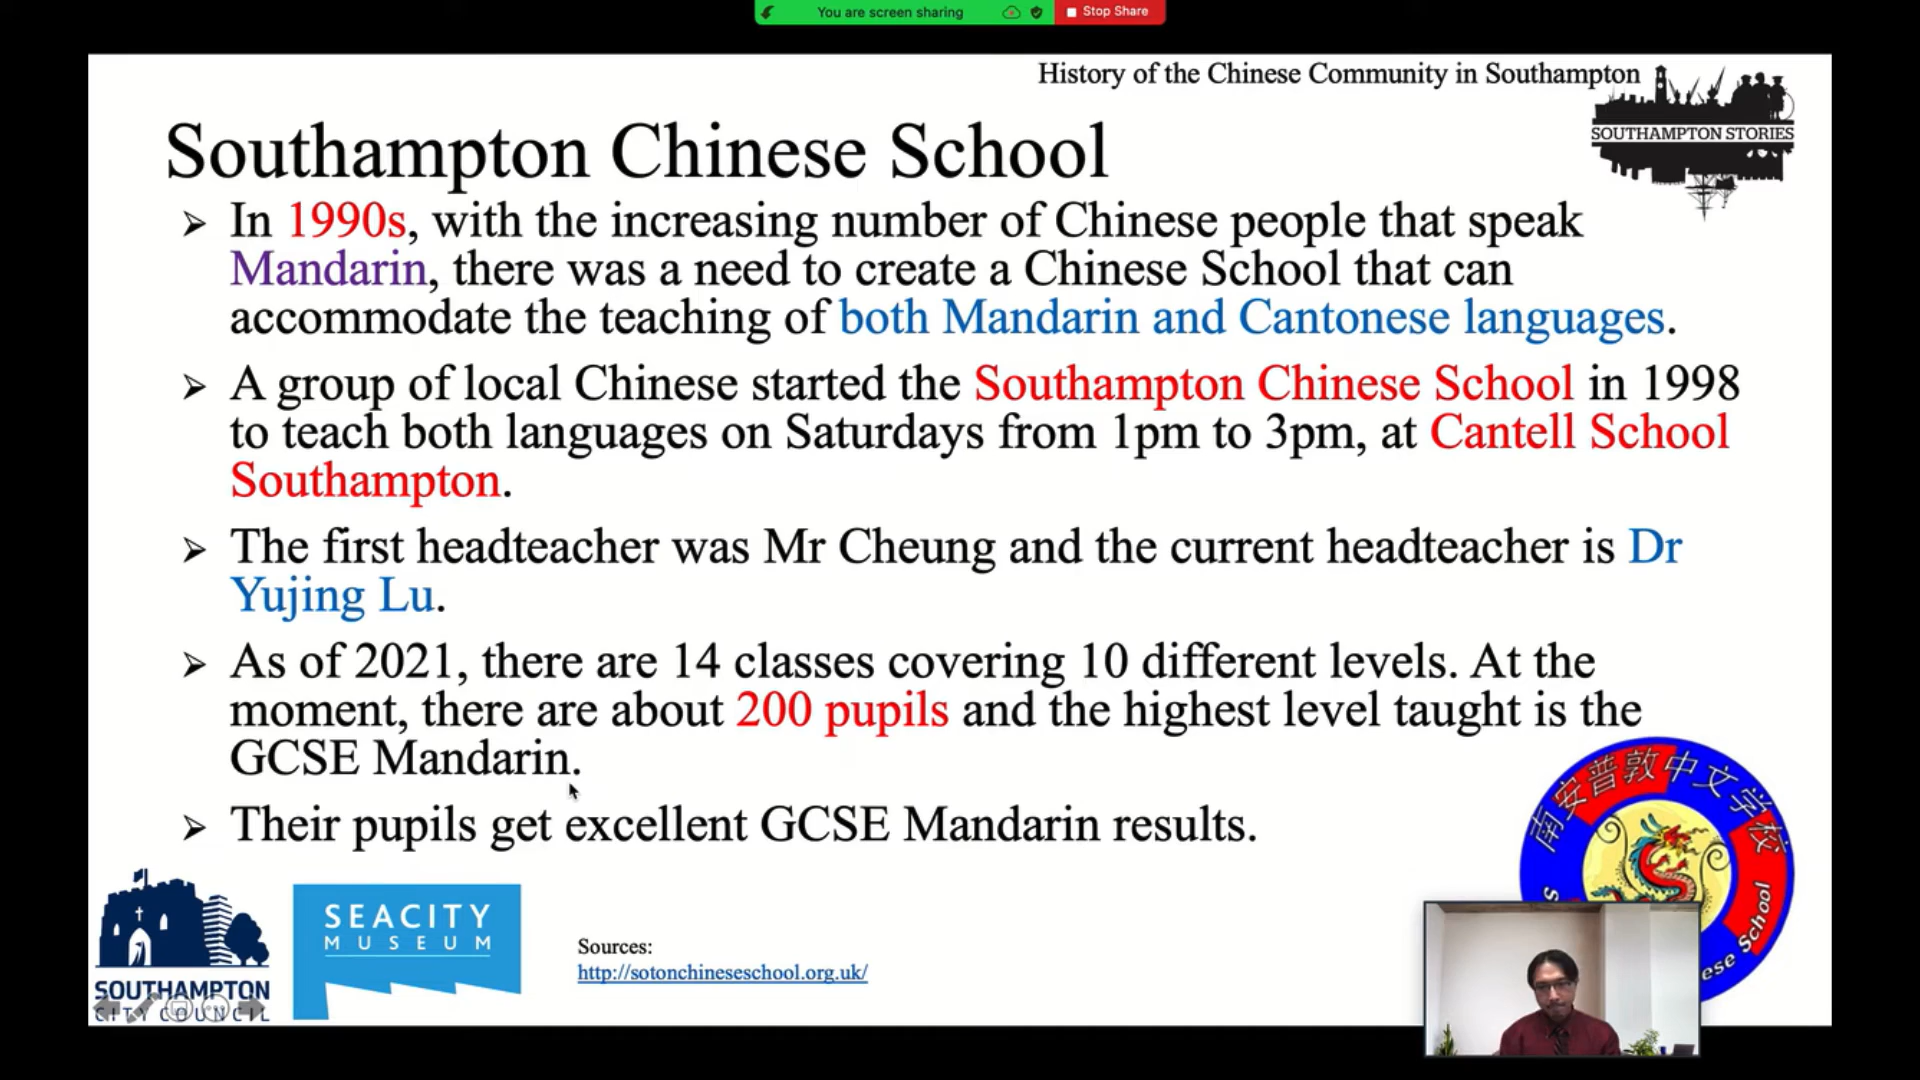 You are screen sharing
Stop Share
History of the Chinese Community in Southampton
SOUTHAMPTON STORIES
Southampton Chinese School
➢ In 1990s, with the increasing number of Chinese people that speak
Mandarin, there was a need to create a Chinese School that can
accommodate the teaching of both Mandarin and Cantonese languages.
➢ A group of local Chinese started the Southampton Chinese School in 1998
to teach both languages on Saturdays from 1pm to 3pm, at Cantell School
Southampton.
➢ The first headteacher was Mr Cheung and the current headteacher is Dr
Yujing Lu.
➢ As of 2021, there are 14 classes covering 10 different levels. At the
moment, there are about 200 pupils and the highest level taught is the
GCSE Mandarin.
➢ Their pupils get excellent GCSE Mandarin results.
南安普敦中文学校
ese School
SOUTHAMPTON
CITY COUNCIL
SEACITY
MUSEUM
Sources:
http://sotonchineseschool.org.uk/